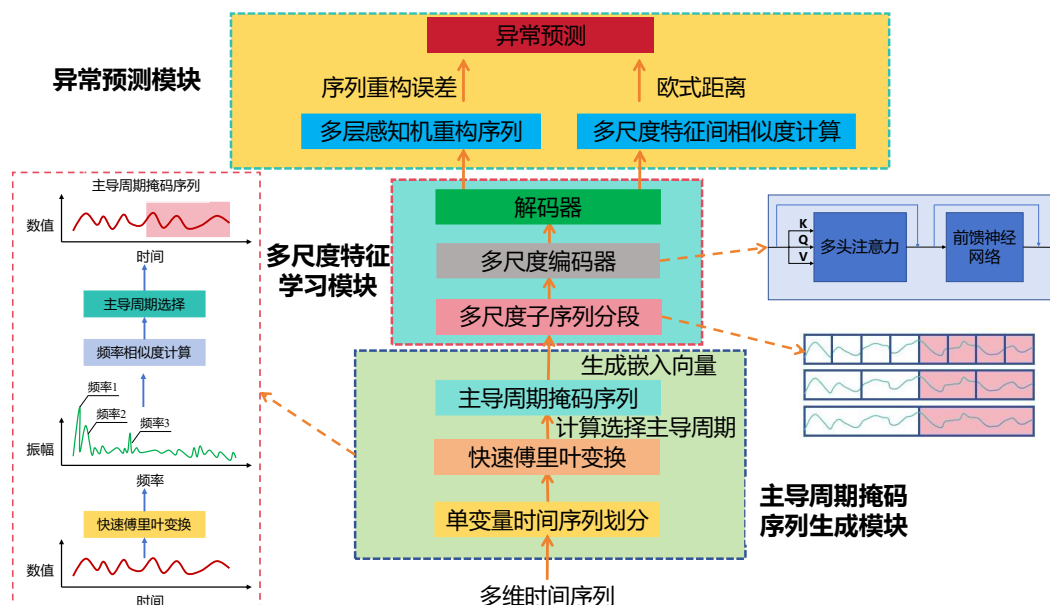 异常预测
异常预测模块
序列重构误差
欧式距离
多层感知机重构序列
多尺度特征间相似度计算
主导周期掩码序列
数值
时间
主导周期选择
频率相似度计算
频率1
频率2
频率3
振幅
频率
快速傅里叶变换
数值
时间
多尺度特征
学习模块
解码器
多尺度编码器
多尺度子序列分段
K
Q
V
多头注意力
前馈神经
网络
生成嵌入向量
主导周期掩码序列
计算选择主导周期
快速傅里叶变换
单变量时间序列划分
主导周期掩码
序列生成模块
多维时间序列